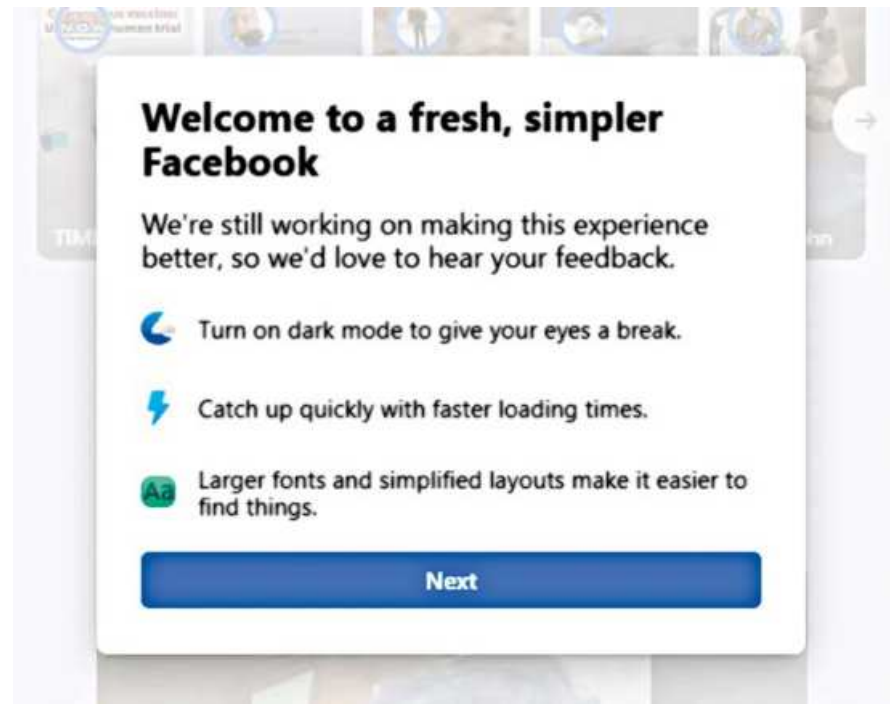 human trial
Welcome to a fresh, simpler
Facebook
We're still working on making this experience
better, so we'd love to hear your feedback.
Turn on dark mode to give your eyes a break.
Catch up quickly with faster loading times.
Aa
Larger fonts and simplified layouts make it easier to
find things.
Next